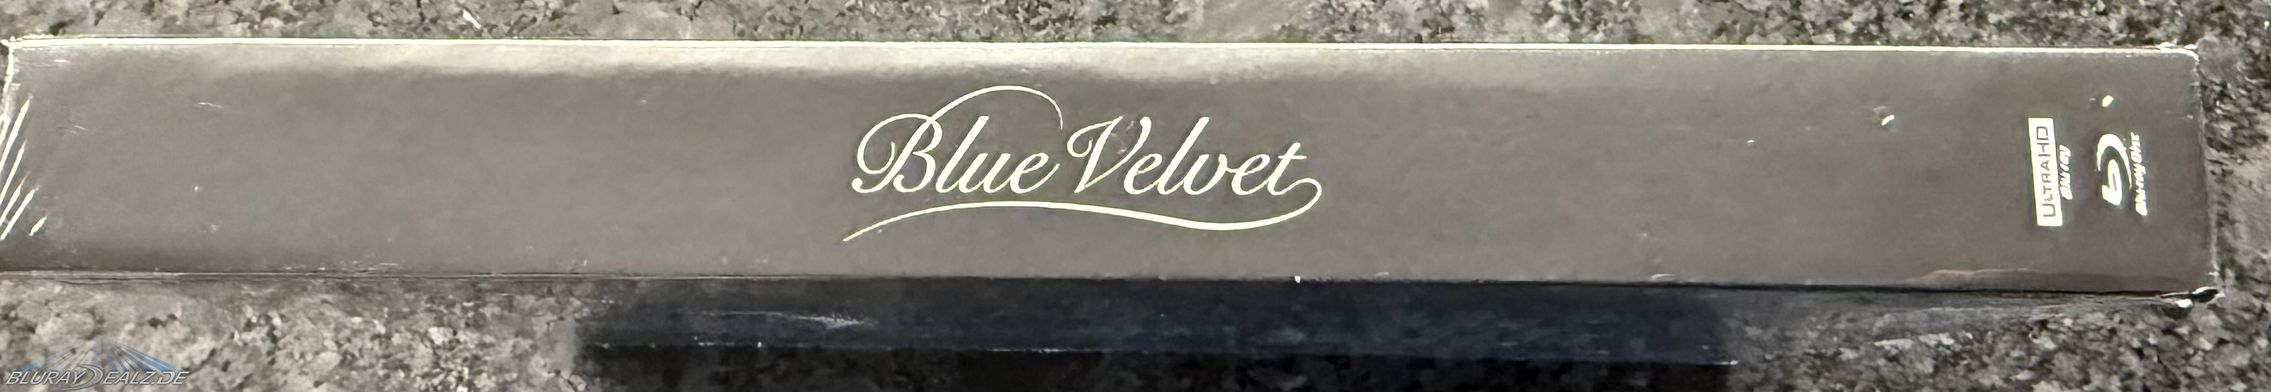 Blue Velvet
ULTRA HD
Blu-ray
Blu-ray Disc
BLURAYDEALZ.DE